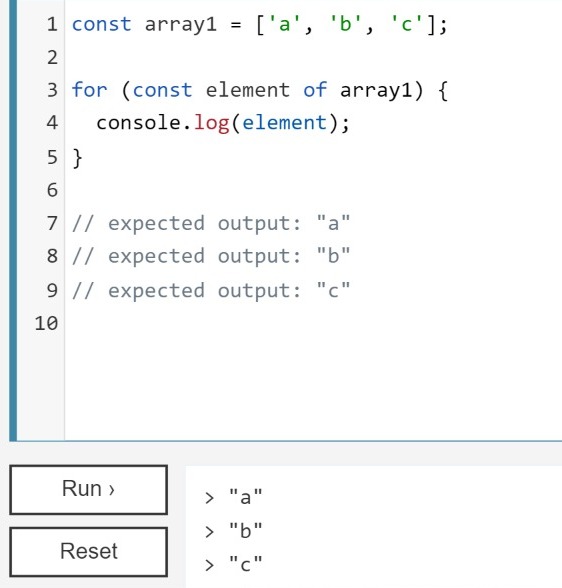 1 const array1 = ['a', 'b', 'c'];
2
3 for (const element of array1) {
4   console.log(element);
5 }
6
7 // expected output: "a"
8 // expected output: "b"
9 // expected output: "c"
10
Run ›
> "a"
> "b"
Reset
> "c"